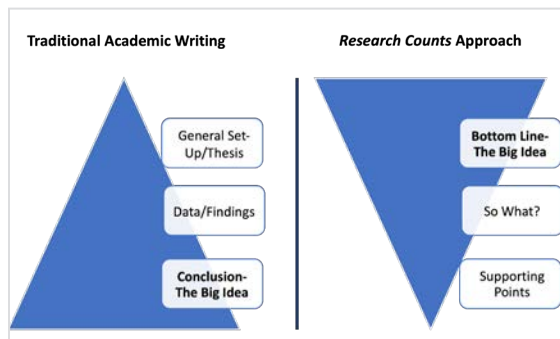 Traditional Academic Writing
General Set-
Up/Thesis
Data/Findings
Conclusion-
The Big Idea
Research Counts Approach
Bottom Line-
The Big Idea
So What?
Supporting
Points